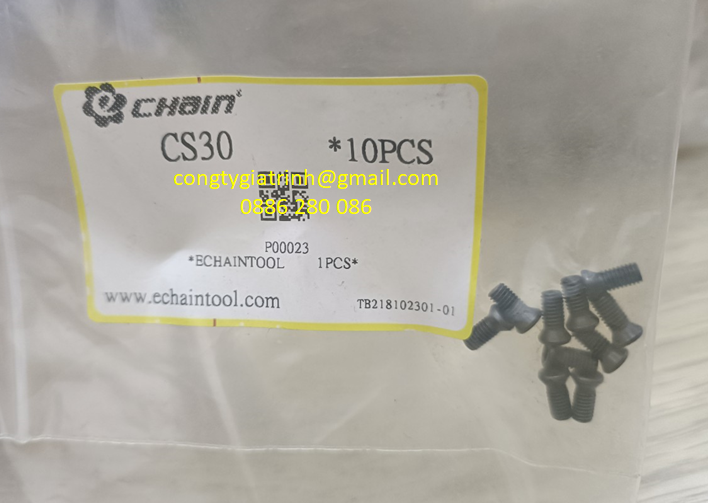 CHAIN
CS30 *10PCS
congtygiatrinh@gmail.com
0886 280 086
P00023
*ECHAINTOOL 1PCS*
www.echaintool.com TB218102301-01